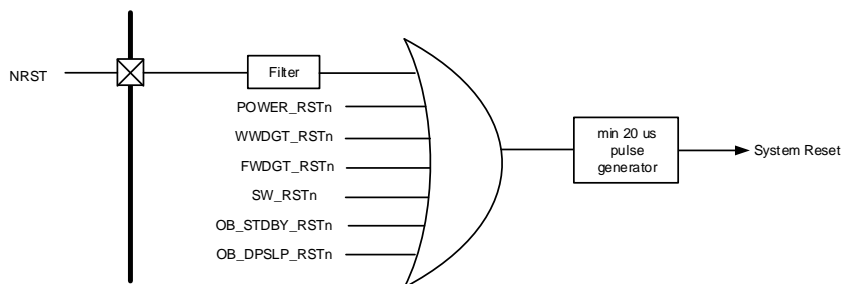 NRST
Filter
POWER_RSTn
WWDGT_RSTn
FWDGT_RSTn
SW_RSTn
OB_STDBY_RSTn
OB_DPSLP_RSTn
min 20 us
pulse
generator
System Reset